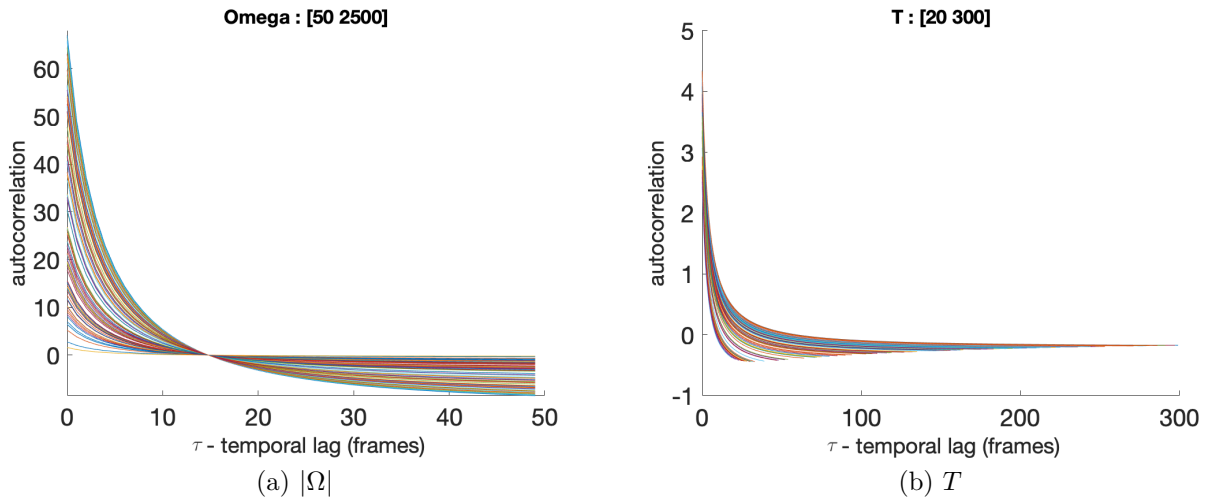 Omega : [50 2500]
60
50
40
30
20
10
0
autocorrelation
0 10 20 30 40 50
τ - temporal lag (frames)
(a) |Ω|
T : [20 300]
5
4
3
2
1
0
-1
autocorrelation
0 100 200 300
τ - temporal lag (frames)
(b) T